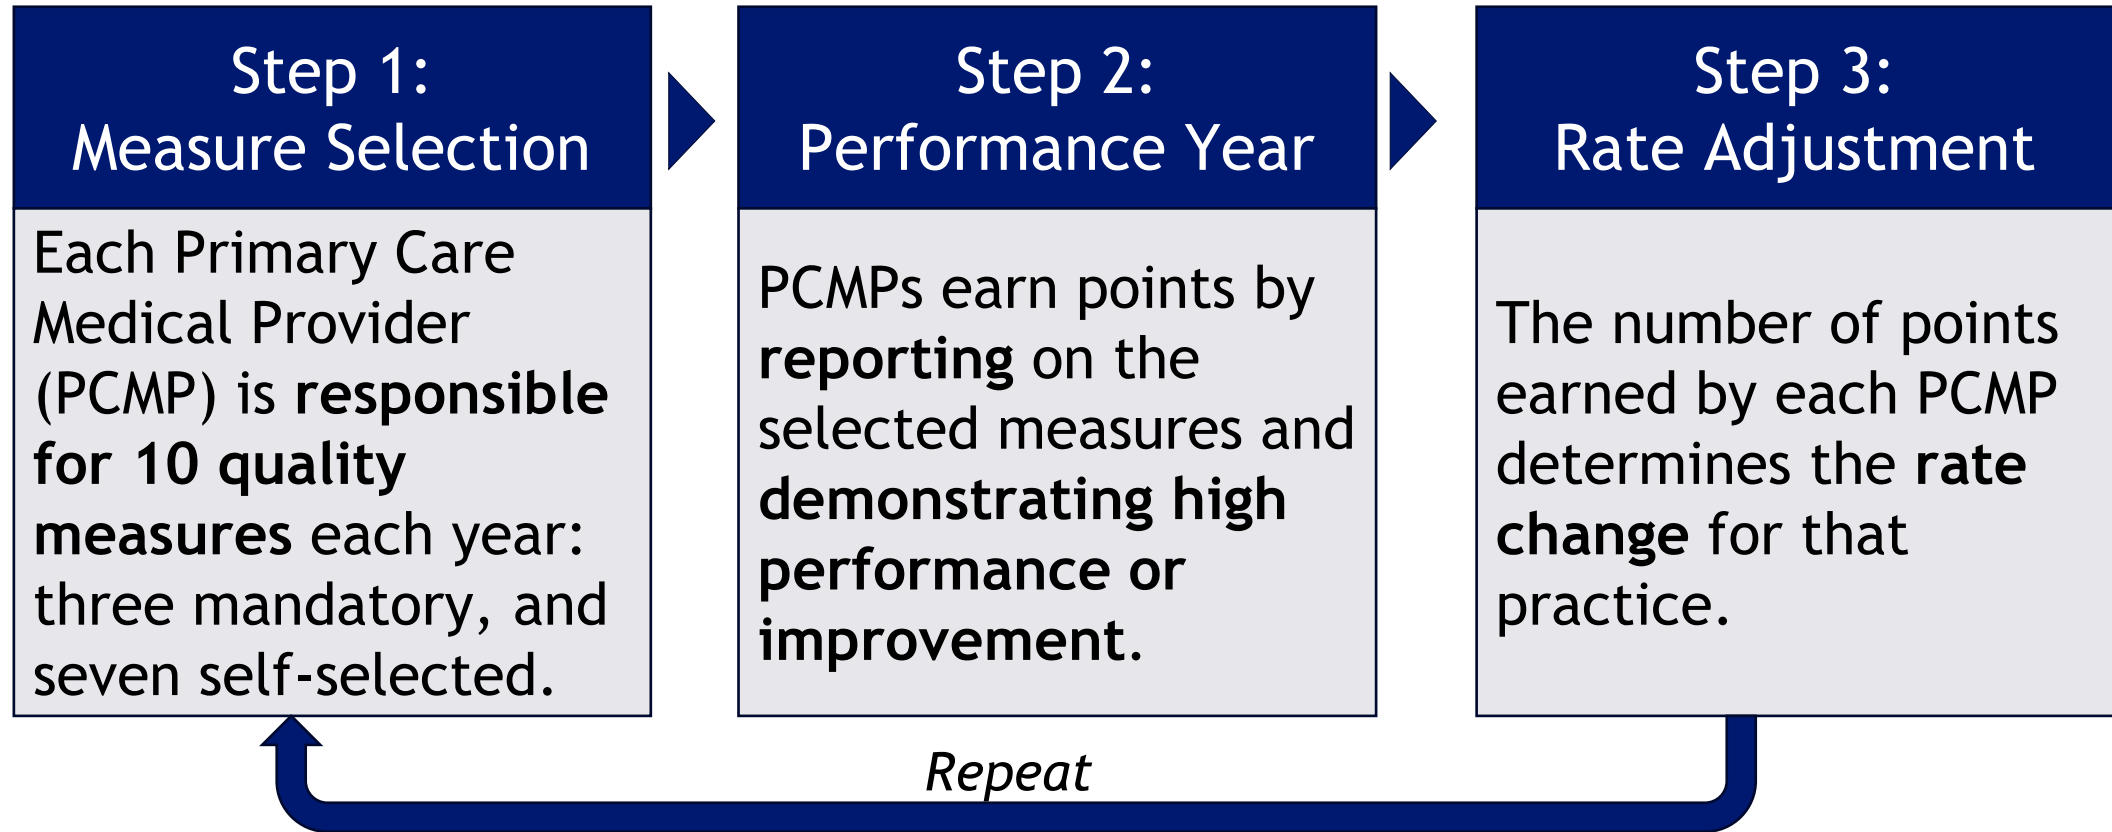 Step 1:
Measure Selection
Each Primary Care
Medical Provider
(PCMP) is responsible
for 10 quality
measures each year:
three mandatory, and
seven self-selected.
Step 2:
Performance Year
PCMPs earn points by
reporting on the
selected measures and
demonstrating high
performance or
improvement.
Step 3:
Rate Adjustment
The number of points
earned by each PCMP
determines the rate
change for that
practice.
Repeat